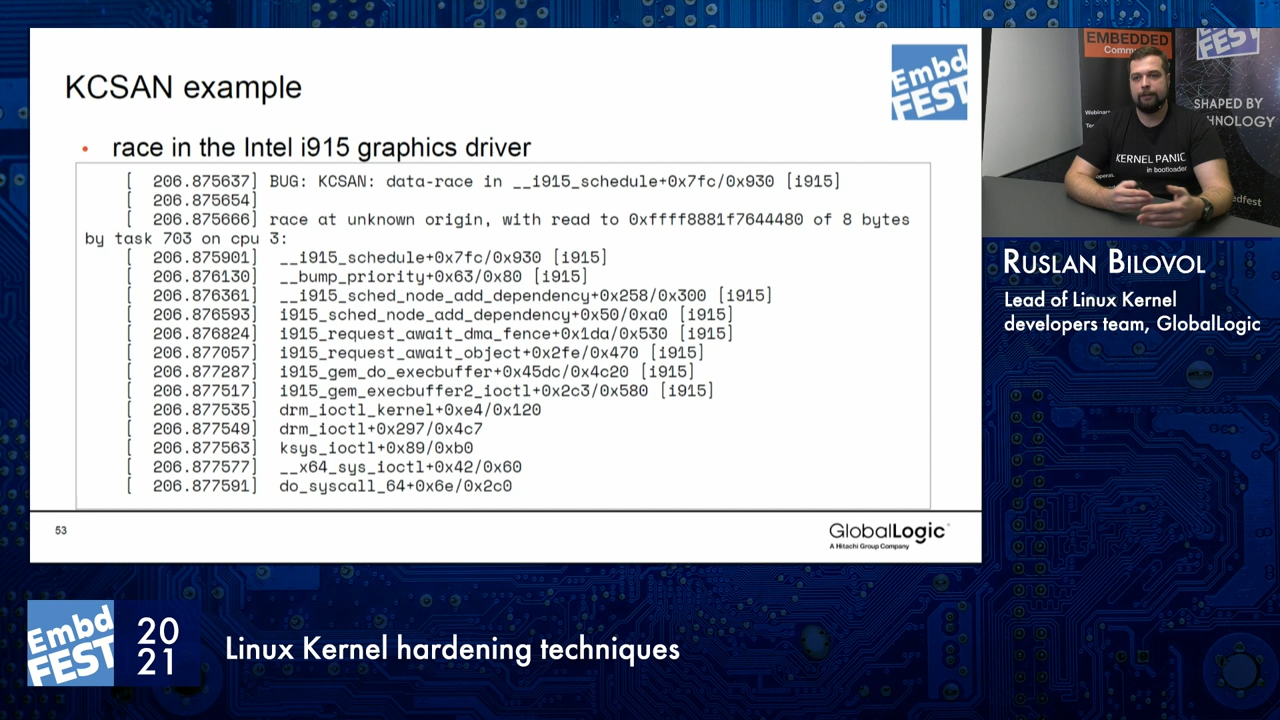 KCSAN example
Embd
FEST
• race in the Intel i915 graphics driver
[ 206.875637] BUG: KCSAN: data-race in __i915_schedule+0x7fc/0x930 [i915]
[ 206.875654]
[ 206.875666] race at unknown origin, with read to 0xffff8881f7644480 of 8 bytes
by task 703 on cpu 3:
[ 206.875901] __i915_schedule+0x7fc/0x930 [i915]
[ 206.876130] __bump_priority+0x63/0x80 [i915]
[ 206.876361] __i915_sched_node_add_dependency+0x258/0x300 [i915]
[ 206.876593] i915_sched_node_add_dependency+0x50/0xa0 [i915]
[ 206.876824] i915_request_await_dma_fence+0x1da/0x530 [i915]
[ 206.877057] i915_request_await_object+0x2fe/0x470 [i915]
[ 206.877287] i915_gem_do_execbuffer+0x45dc/0x4c20 [i915]
[ 206.877517] i915_gem_execbuffer2_ioctl+0x2c3/0x580 [i915]
[ 206.877535] drm_ioctl_kernel+0xe4/0x120
[ 206.877549] drm_ioctl+0x297/0x4c7
[ 206.877563] ksys_ioctl+0x89/0xb0
[ 206.877577] __x64_sys_ioctl+0x42/0x60
[ 206.877591] do_syscall_64+0x6e/0x2c0
53
GlobalLogic
A Hitachi Group Company
EMBEDDED
Commu
Webinars
FEST
SHAPED BY
HNOLOGY
KERNEL PANIC
in bootloader
RUSLAN BILOVOL
Lead of Linux Kernel
developers team, GlobalLogic
Embd
FEST
20
21
Linux Kernel hardening techniques